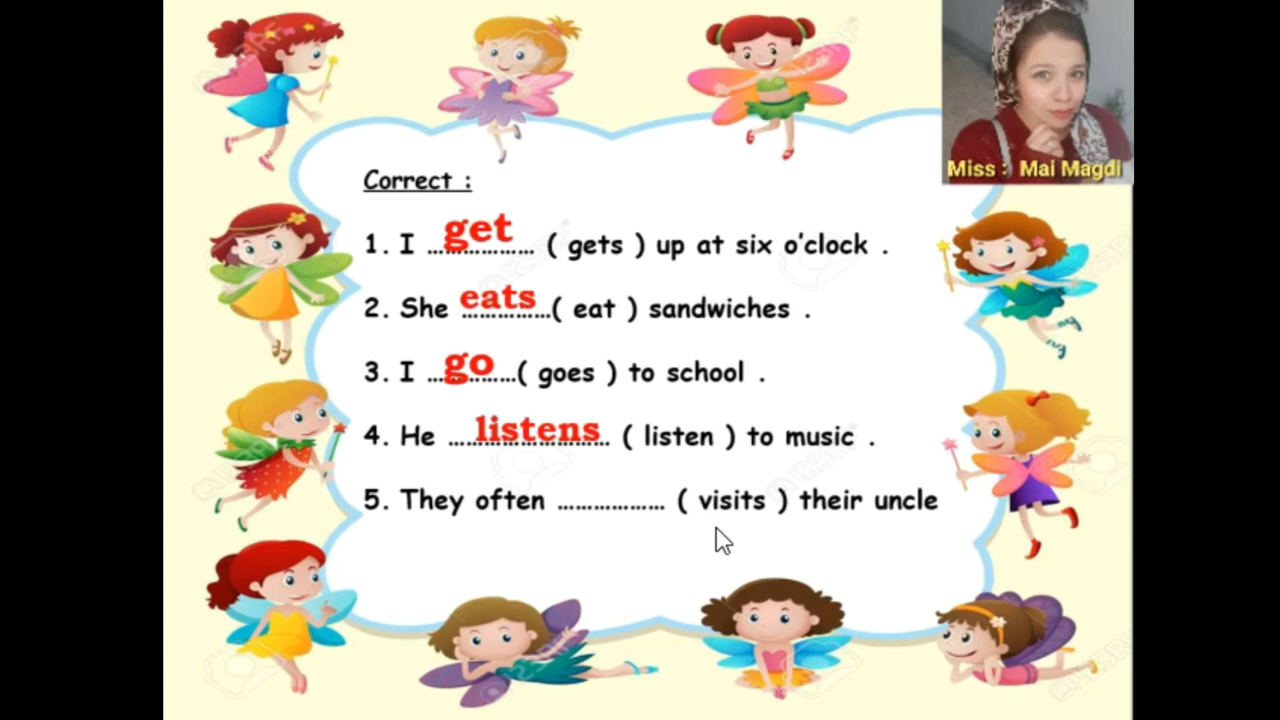 Miss : Mai Magdi
Correct :
1. I ...get........... ( gets ) up at six o'clock .
2. She eats...............( eat ) sandwiches .
3. I ...go......( goes ) to school .
4. He ...listens... ( listen ) to music .
5. They often .................. ( visits ) their uncle